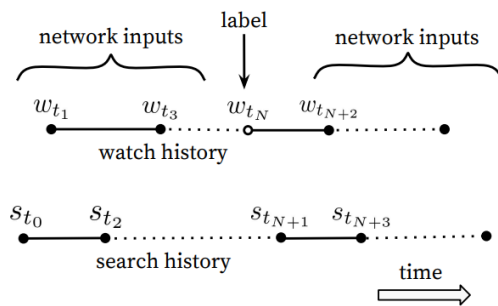 label
network inputs network inputs
w_{t_1} w_{t_3} w_{t_N} w_{t_{N+2}}
watch history
s_{t_0} s_{t_2} s_{t_{N+1}} s_{t_{N+3}}
search history
time